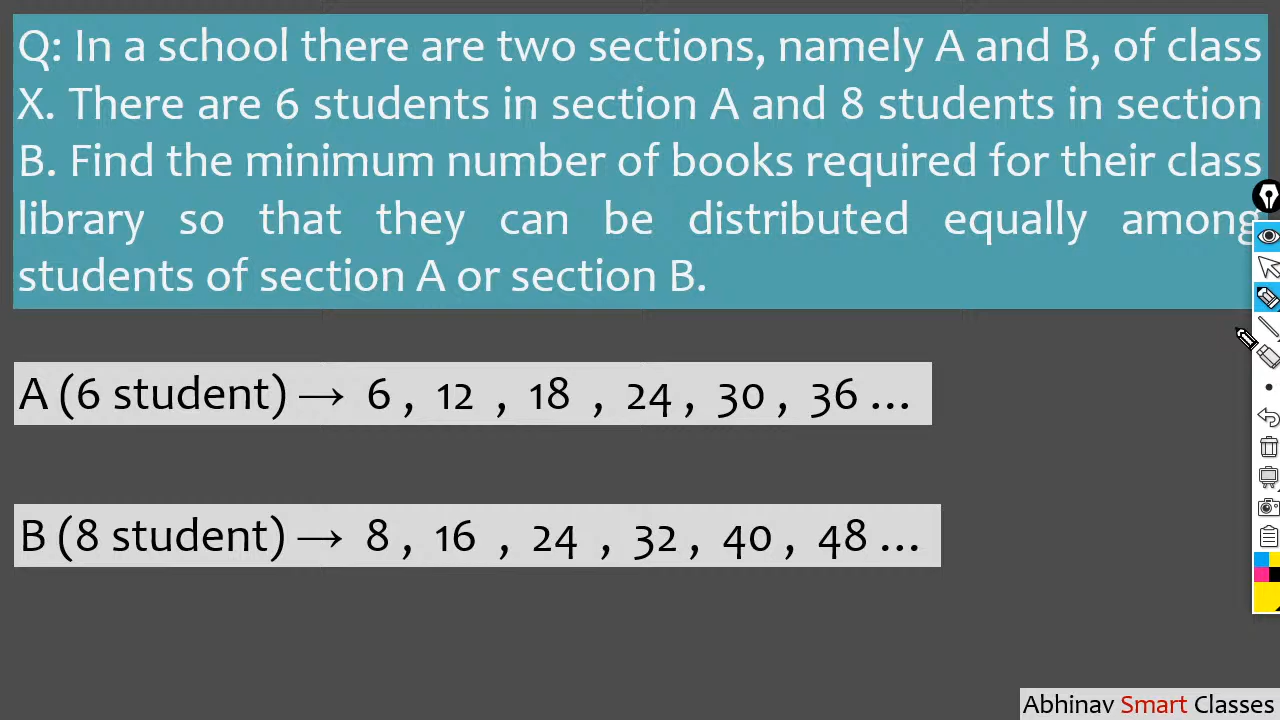 Q: In a school there are two sections, namely A and B, of class
X. There are 6 students in section A and 8 students in section
B. Find the minimum number of books required for their class
library so that they can be distributed equally among
students of section A or section B.
A (6 student) → 6 , 12 , 18 , 24 , 30 , 36 ...
B (8 student) → 8 , 16 , 24 , 32 , 40 , 48 ...
Abhinav Smart Classes